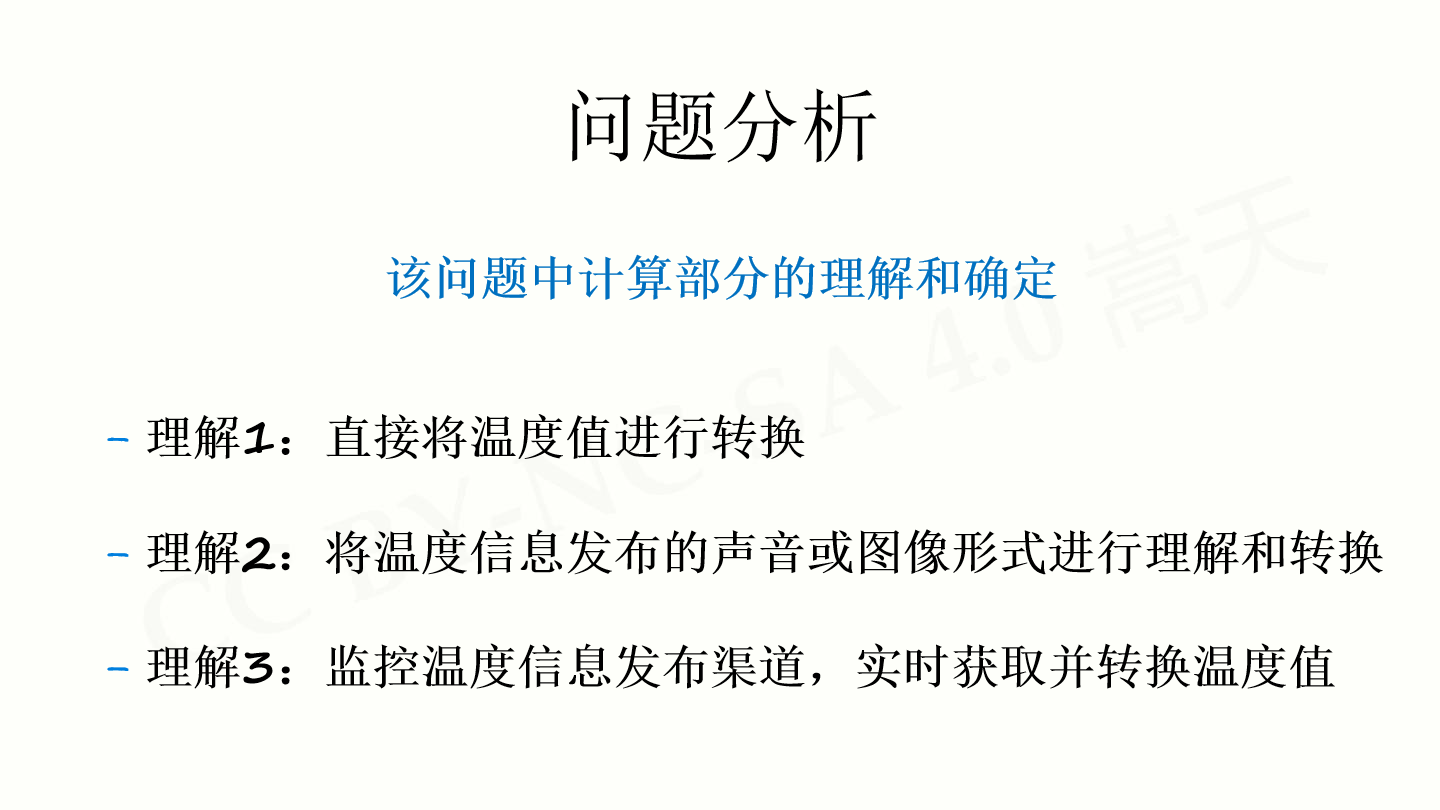 问题分析
该问题中计算部分的理解和确定
- 理解1：直接将温度值进行转换
- 理解2：将温度信息发布的声音或图像形式进行理解和转换
- 理解3：监控温度信息发布渠道，实时获取并转换温度值
CC BY-NC-SA 4.0 嵩天